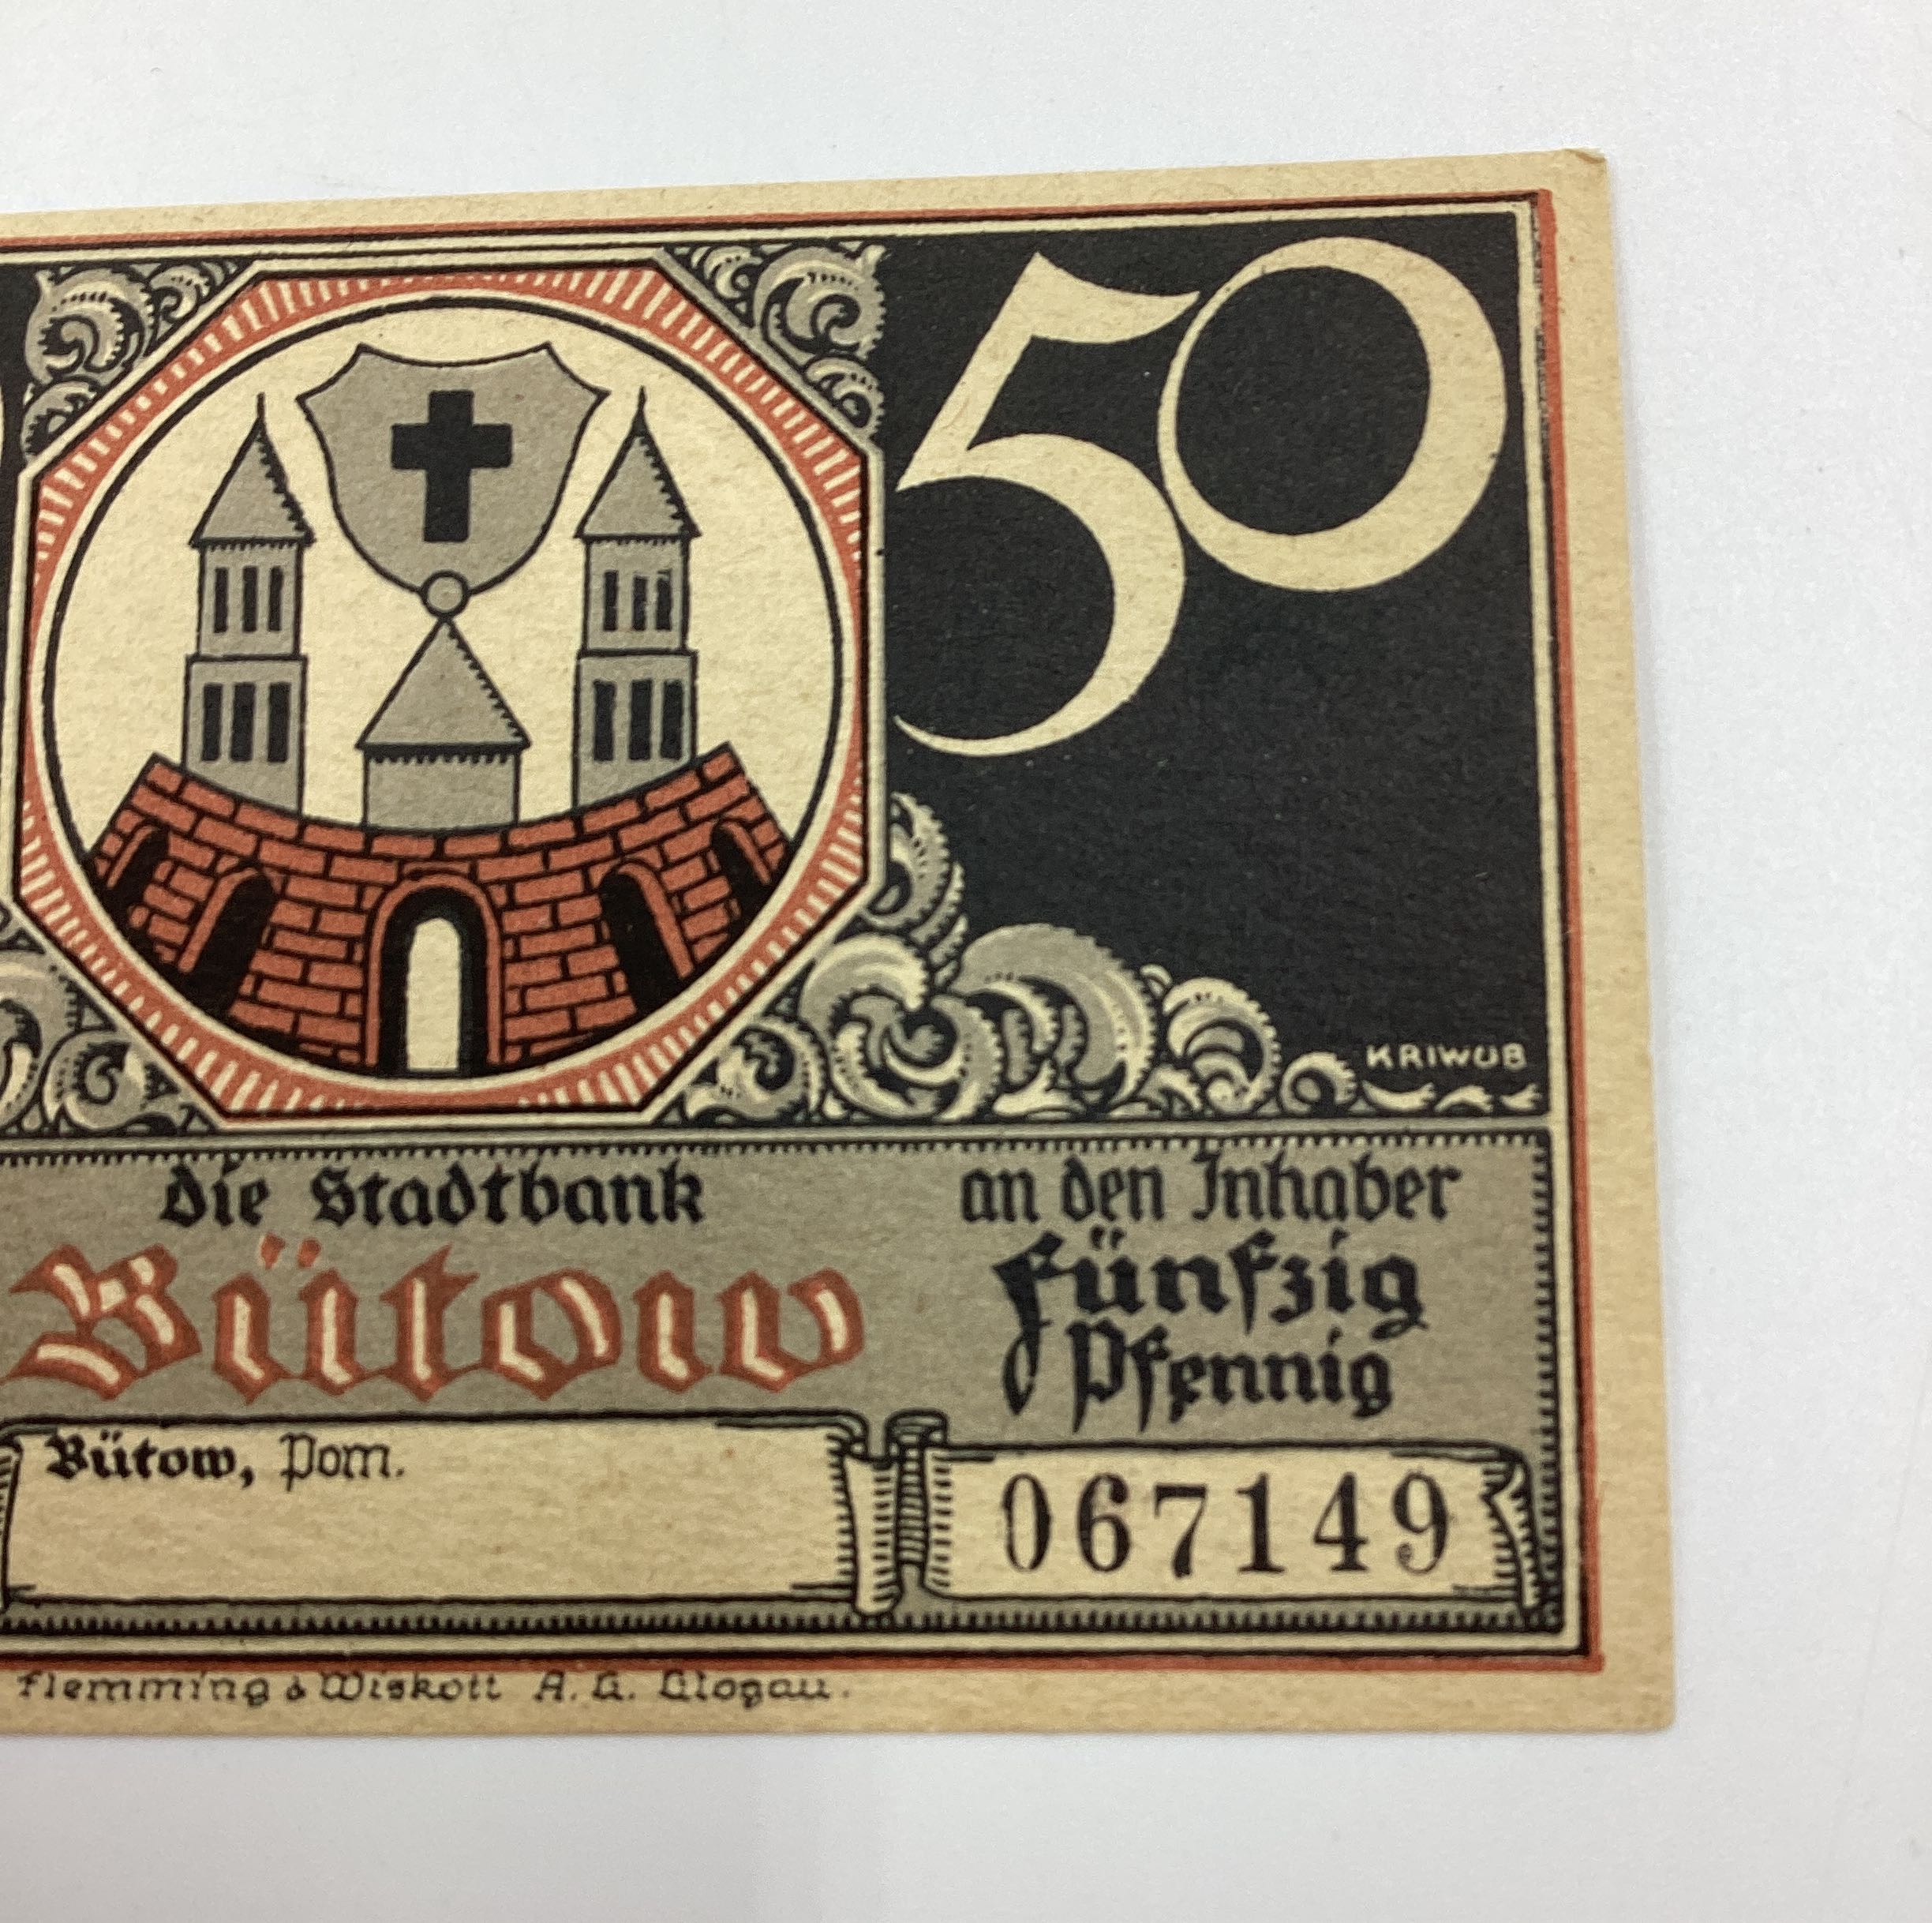 50
KRIWUB
die Stadtbank an den Inhaber
Bütow Fünfzig
Pfennig
Bütow, Pom.
067149
Flemming & Wiskott A. G. Glogau.